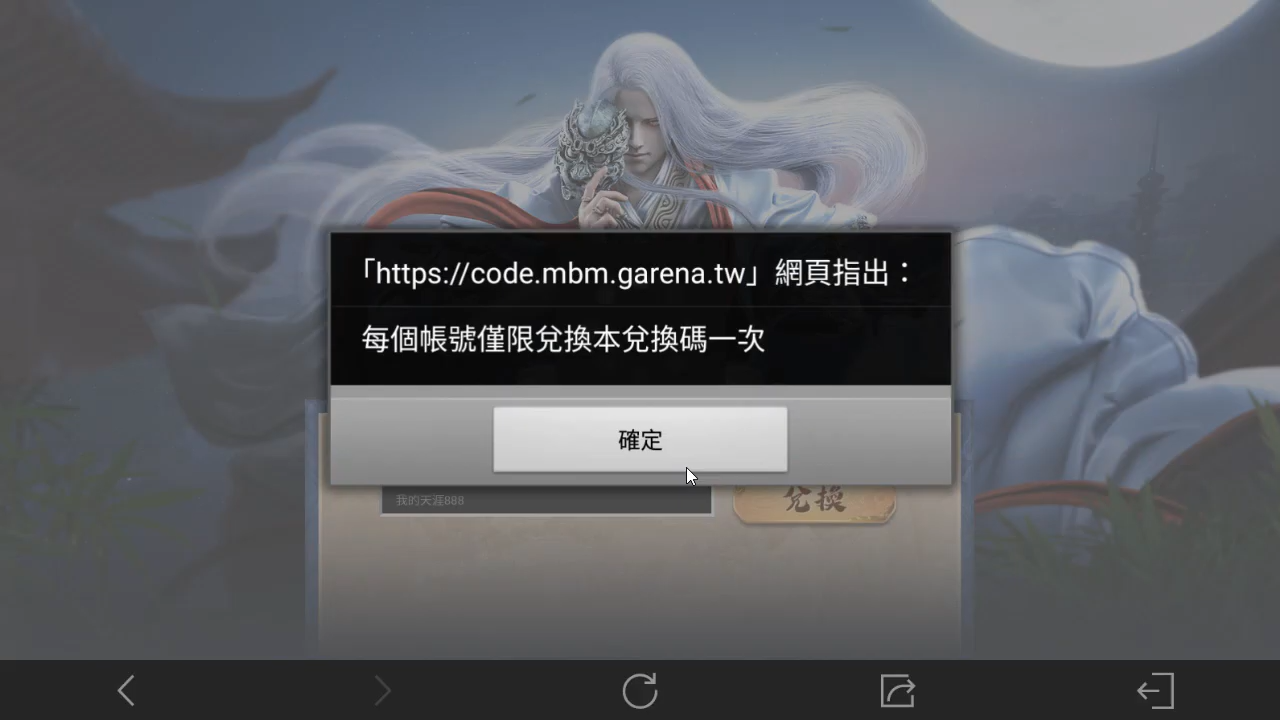 「https://code.mbm.garena.tw」網頁指出：
每個帳號僅限兌換本兌換碼一次
確定
我的天涯888
兌換